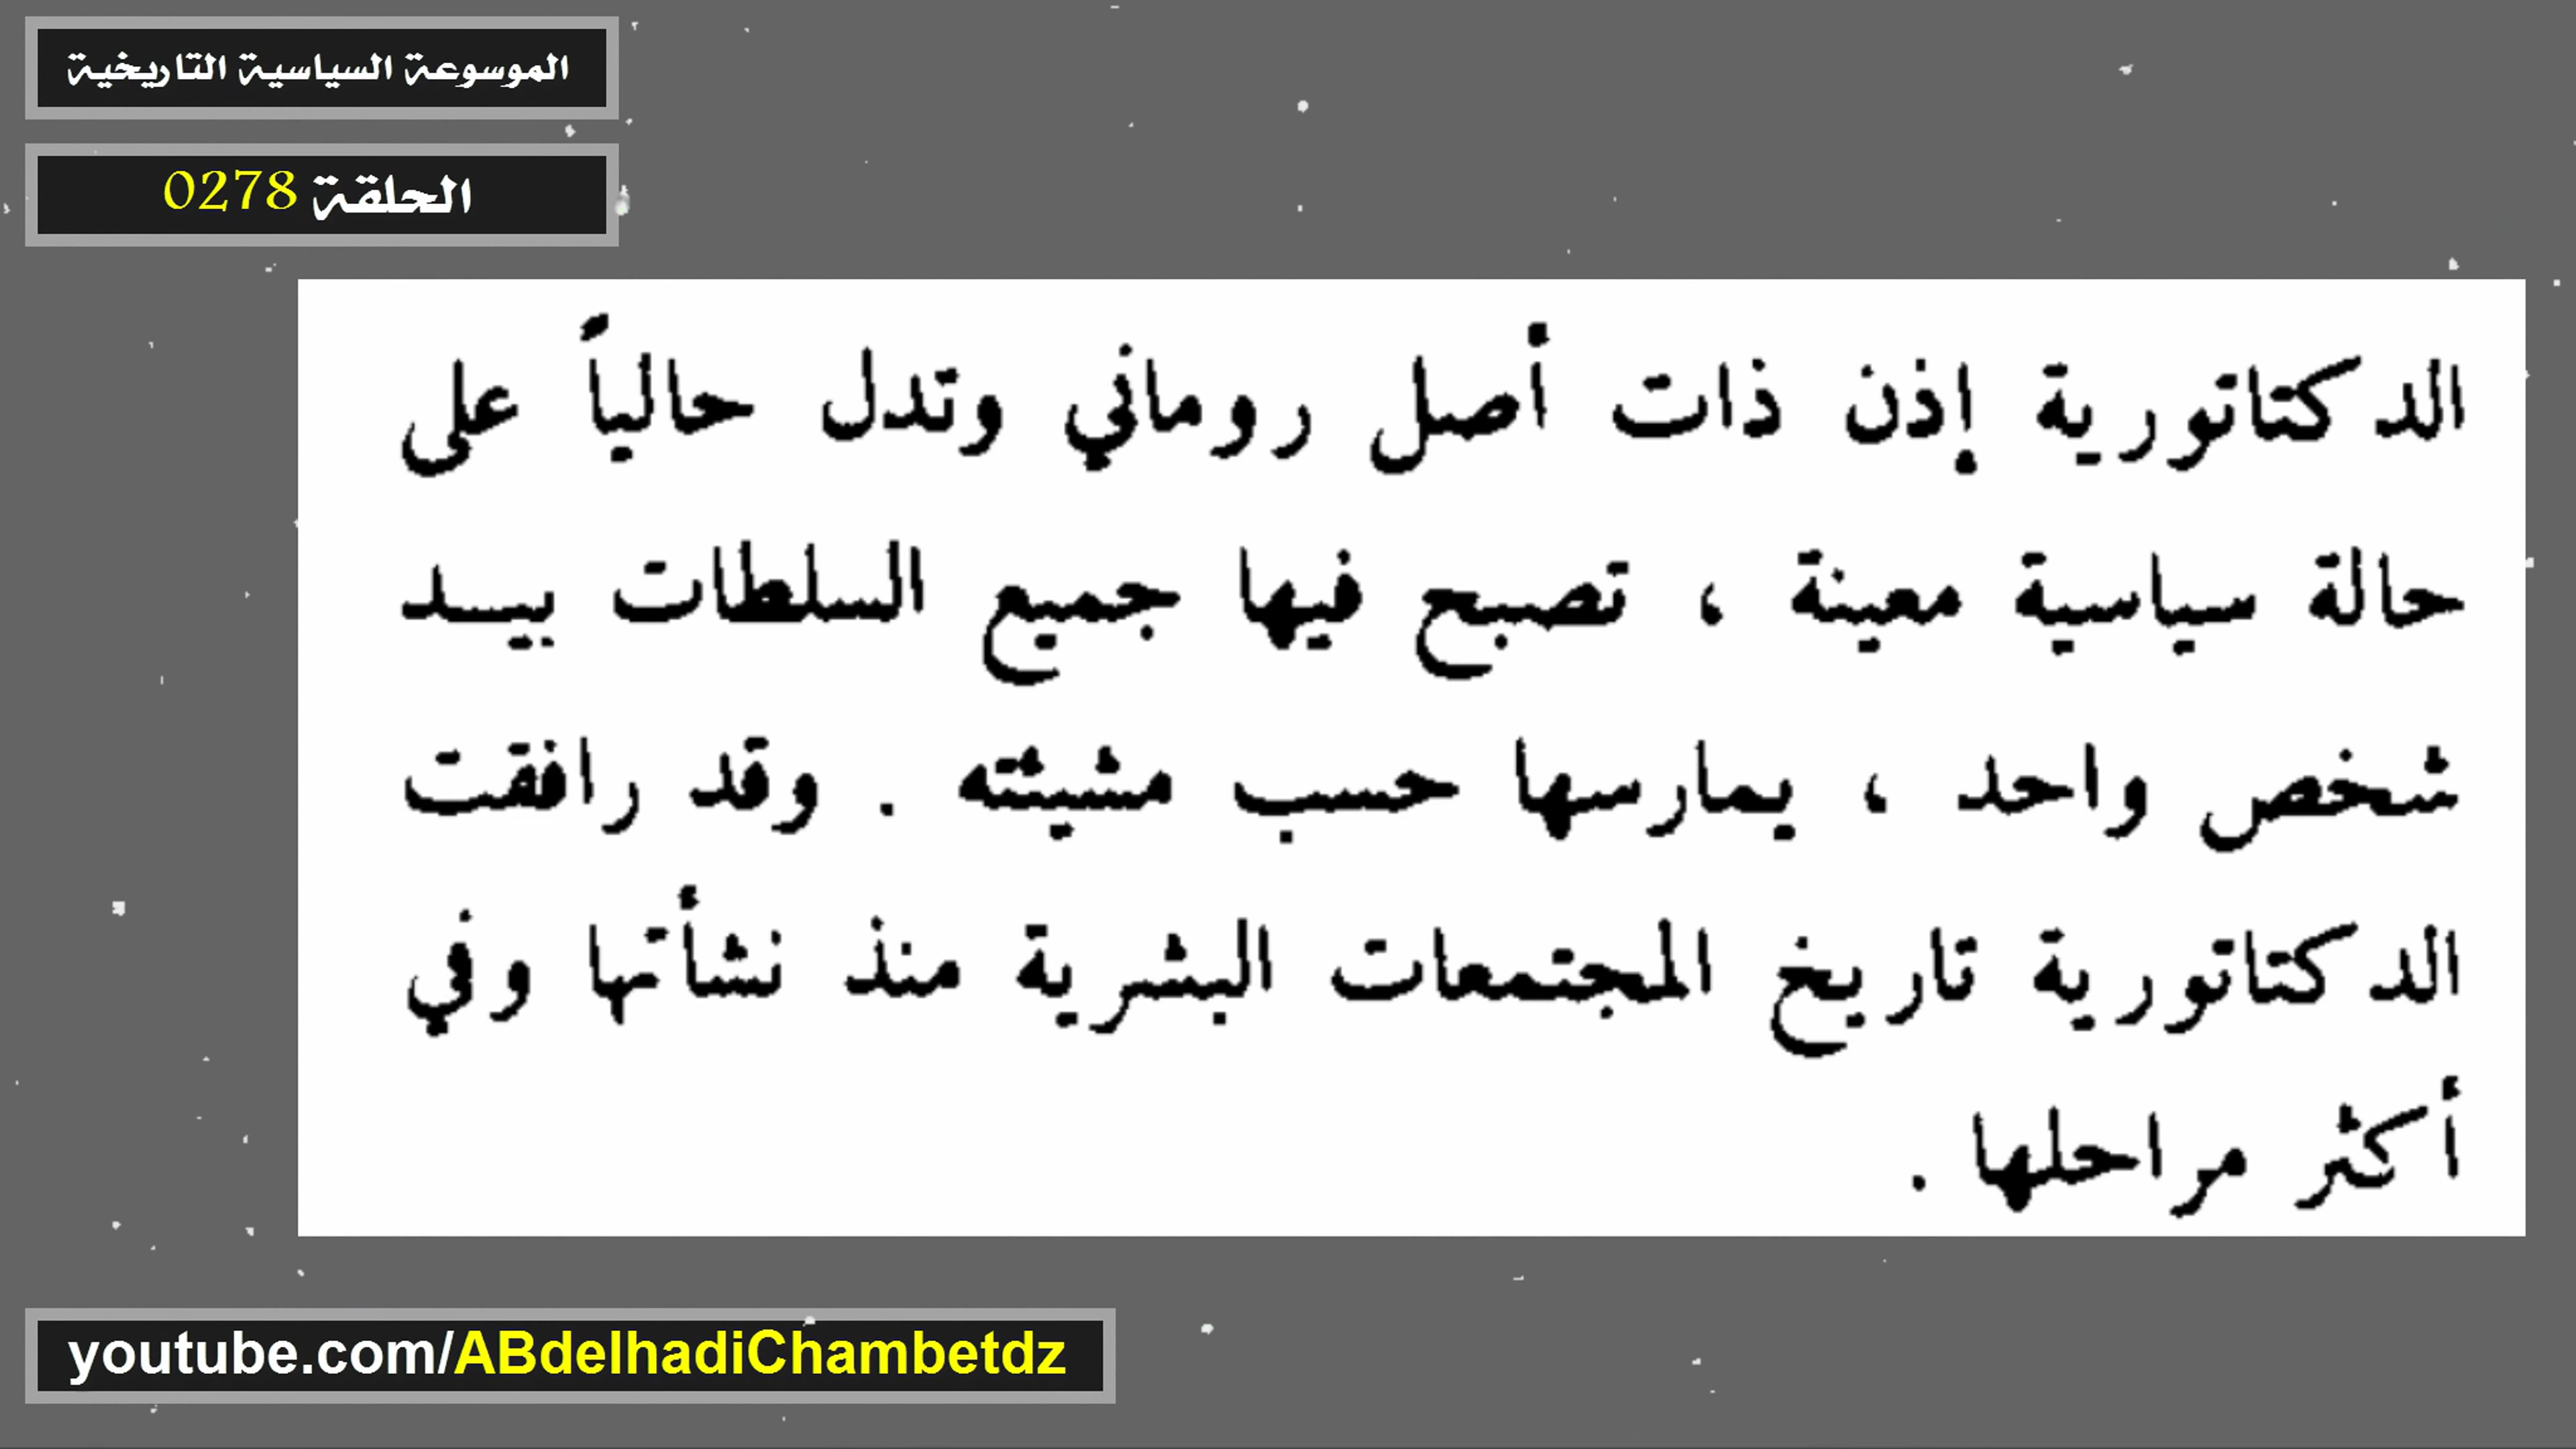 الموسوعة السياسية التاريخية
الحلقة 0278
الدكتاتورية إذن ذات أصل روماني وتدل حالياً على
حالة سياسية معينة ، تصبح فيها جميع السلطات بيــد
شخص واحد ، يمارسها حسب مشيئته . وقد رافقت
الدكتاتورية تاريخ المجتمعات البشرية منذ نشأتها وفي
أكثر مراحلها .
youtube.com/ABdelhadiChambetdz